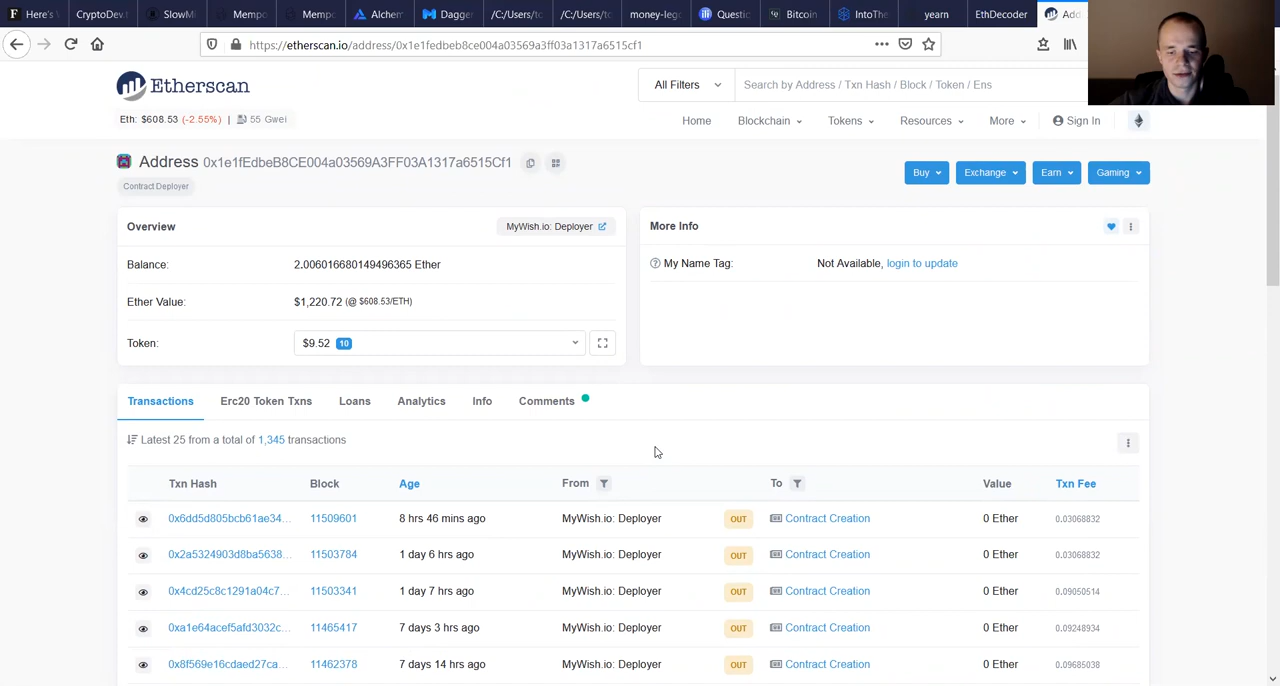 Here's
CryptoDev.
SlowMi
Mempo
Mempo
Alchem
Dagge
/C:/Users/to
/C:/Users/to
money-lego
Questic
Bitcoin
IntoThe
yearn
EthDecoder
Add
https://etherscan.io/address/0x1e1fedbeb8ce004a03569a3ff03a1317a6515cf1
Etherscan
All Filters
Search by Address / Txn Hash / Block / Token / Ens
Eth: $608.53 (-2.55%) | 55 Gwei
Home Blockchain Tokens Resources More Sign In
Address 0x1e1fEdbeB8CE004a03569A3FF03A1317a6515Cf1
Contract Deployer
Buy Exchange Earn Gaming
Overview MyWish.io: Deployer
Balance: 2.006016680149496365 Ether
Ether Value: $1,220.72 (@ $608.53/ETH)
Token: $9.52 10
More Info
My Name Tag: Not Available, login to update
Transactions Erc20 Token Txns Loans Analytics Info Comments
Latest 25 from a total of 1,345 transactions
Txn Hash Block Age From To Value Txn Fee
0x6dd5d805bcb61ae34... 11509601 8 hrs 46 mins ago MyWish.io: Deployer OUT Contract Creation 0 Ether 0.03068832
0x2a5324903d8ba5638... 11503784 1 day 6 hrs ago MyWish.io: Deployer OUT Contract Creation 0 Ether 0.03068832
0x4cd25c8c1291a04c7... 11503341 1 day 7 hrs ago MyWish.io: Deployer OUT Contract Creation 0 Ether 0.09050514
0xa1e64acef5afd3032c... 11465417 7 days 3 hrs ago MyWish.io: Deployer OUT Contract Creation 0 Ether 0.09248934
0x8f569e16cdaed27ca... 11462378 7 days 14 hrs ago MyWish.io: Deployer OUT Contract Creation 0 Ether 0.09685038